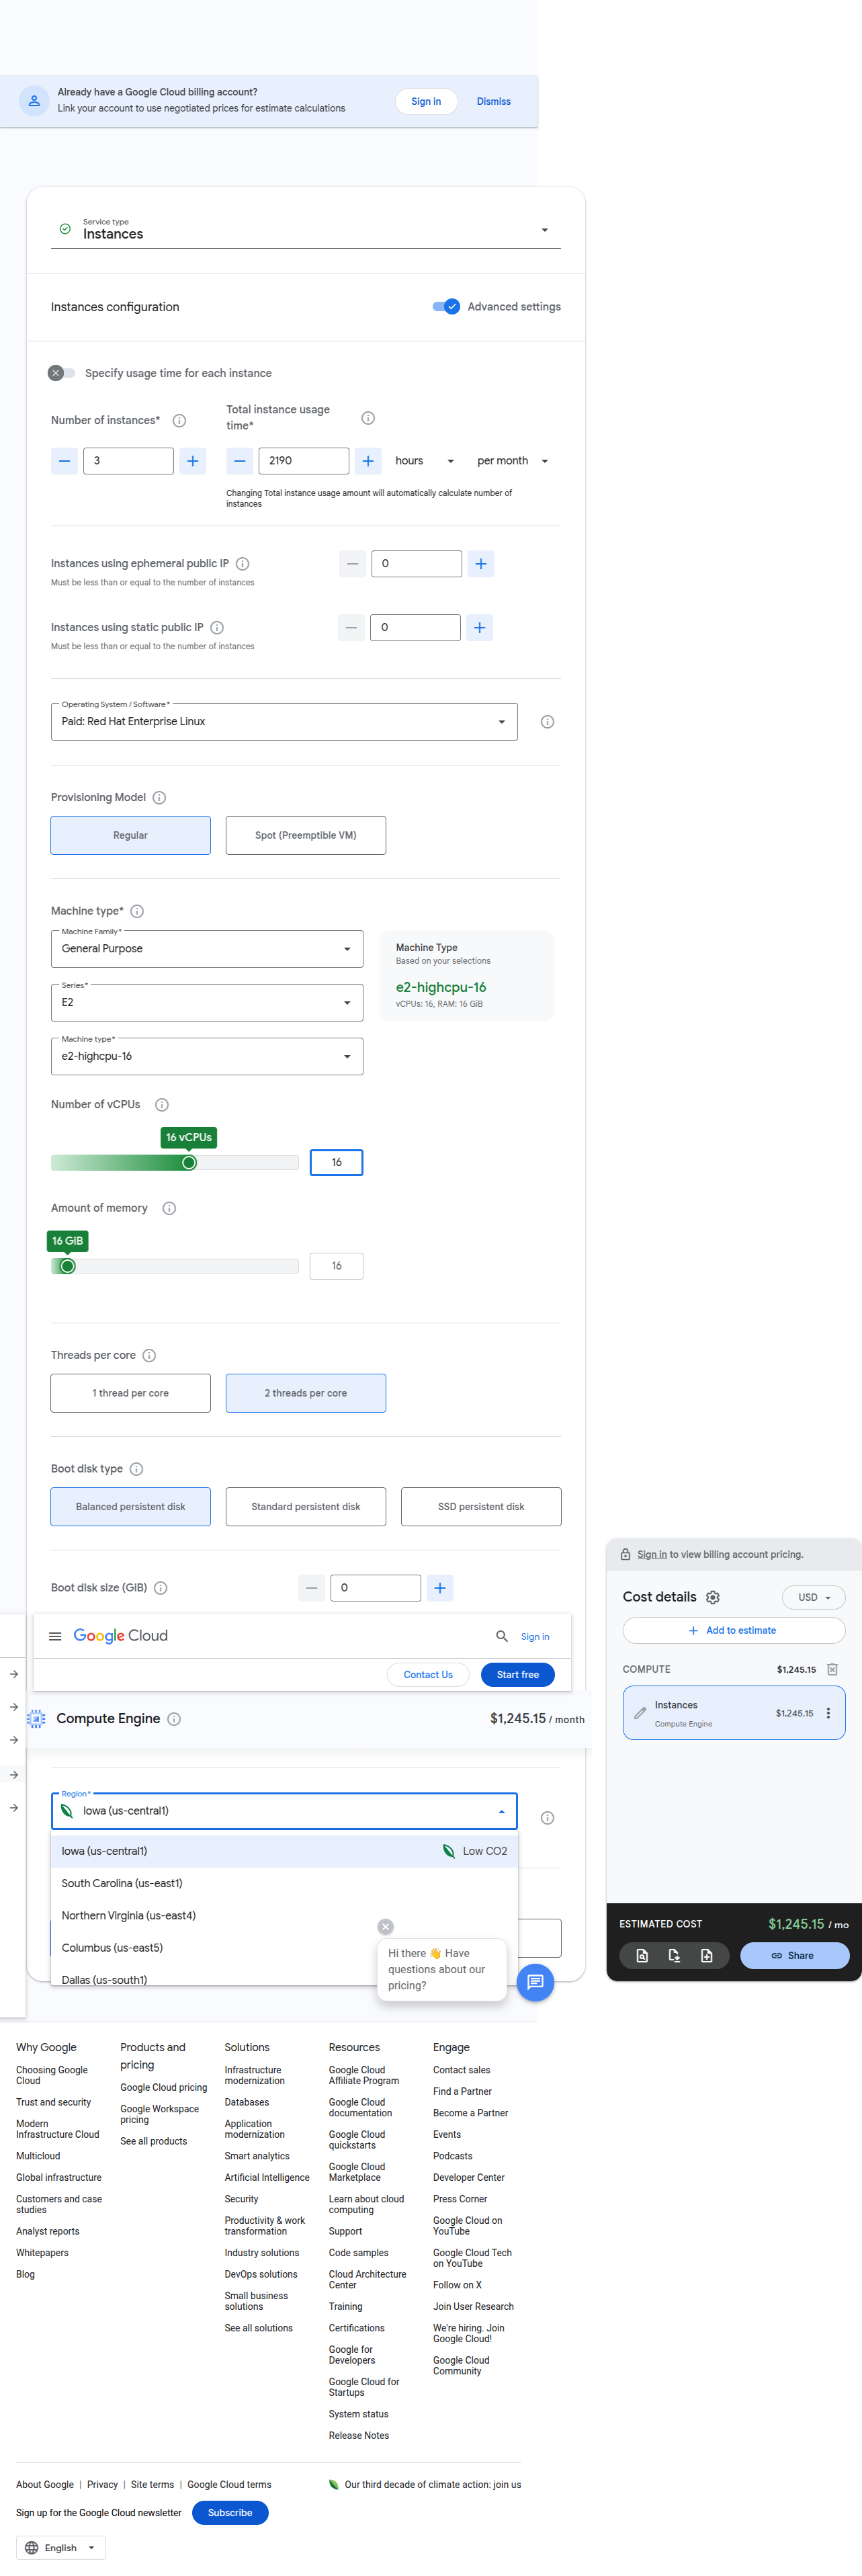 Already have a Google Cloud billing account?
Link your account to use negotiated prices for estimate calculations
Sign in
Dismiss
Service type
Instances
Instances configuration
Advanced settings
Specify usage time for each instance
Number of instances*
Total instance usage
time*
3
2190
hours
per month
Changing Total instance usage amount will automatically calculate number of
instances
Instances using ephemeral public IP
0
Must be less than or equal to the number of instances
Instances using static public IP
0
Must be less than or equal to the number of instances
Operating System / Software*
Paid: Red Hat Enterprise Linux
Provisioning Model
Regular
Spot (Preemptible VM)
Machine type*
Machine Family*
General Purpose
Series*
E2
Machine type*
e2-highcpu-16
Machine Type
Based on your selections
e2-highcpu-16
vCPUs: 16, RAM: 16 GiB
Number of vCPUs
16 vCPUs
16
Amount of memory
16 GiB
16
Threads per core
1 thread per core
2 threads per core
Boot disk type
Balanced persistent disk
Standard persistent disk
SSD persistent disk
Boot disk size (GiB)
0
Google Cloud
Sign in
Contact Us
Start free
Compute Engine
$1,245.15 / month
Region*
Iowa (us-central1)
Iowa (us-central1)
Low CO2
South Carolina (us-east1)
Northern Virginia (us-east4)
Columbus (us-east5)
Dallas (us-south1)
Hi there 👋 Have
questions about our
pricing?
Sign in to view billing account pricing.
Cost details
USD
Add to estimate
COMPUTE
$1,245.15
Instances
Compute Engine
$1,245.15
ESTIMATED COST
$1,245.15 / mo
Share
Why Google
Choosing Google
Cloud
Trust and security
Modern
Infrastructure Cloud
Multicloud
Global infrastructure
Customers and case
studies
Analyst reports
Whitepapers
Blog
Products and
pricing
Google Cloud pricing
Google Workspace
pricing
See all products
Solutions
Infrastructure
modernization
Databases
Application
modernization
Smart analytics
Artificial Intelligence
Security
Productivity & work
transformation
Industry solutions
DevOps solutions
Small business
solutions
See all solutions
Resources
Google Cloud
Affiliate Program
Google Cloud
documentation
Google Cloud
quickstarts
Google Cloud
Marketplace
Learn about cloud
computing
Support
Code samples
Cloud Architecture
Center
Training
Certifications
Google for
Developers
Google Cloud for
Startups
System status
Release Notes
Engage
Contact sales
Find a Partner
Become a Partner
Events
Podcasts
Developer Center
Press Corner
Google Cloud on
YouTube
Google Cloud Tech
on YouTube
Follow on X
Join User Research
We're hiring. Join
Google Cloud!
Google Cloud
Community
About Google | Privacy | Site terms | Google Cloud terms
Our third decade of climate action: join us
Sign up for the Google Cloud newsletter
Subscribe
English